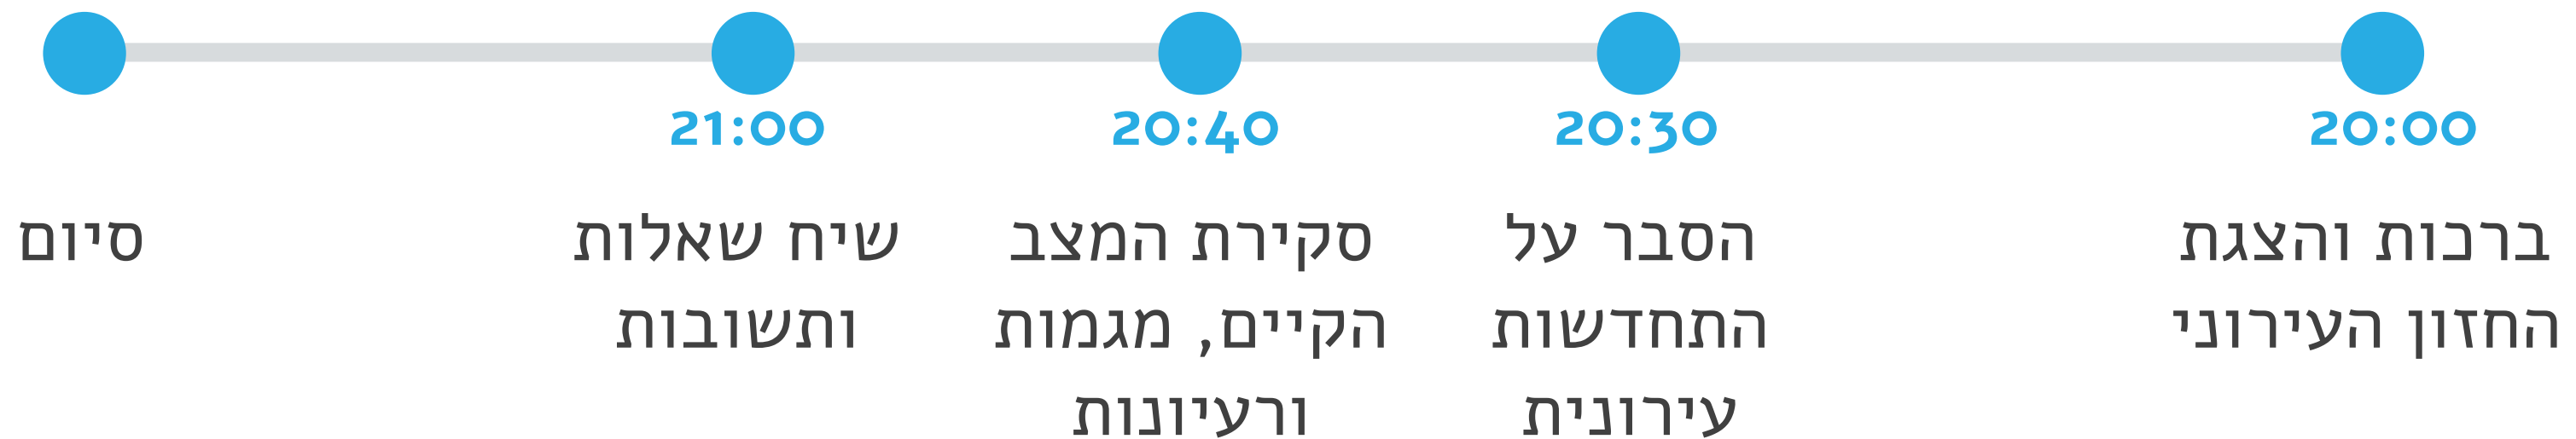 20:00
ברכות והצגת
החזון העירוני
20:30
הסבר על
התחדשות
עירונית
20:40
סקירת המצב
הקיים, מגמות
ורעיונות
21:00
שיח שאלות
ותשובות
סיום